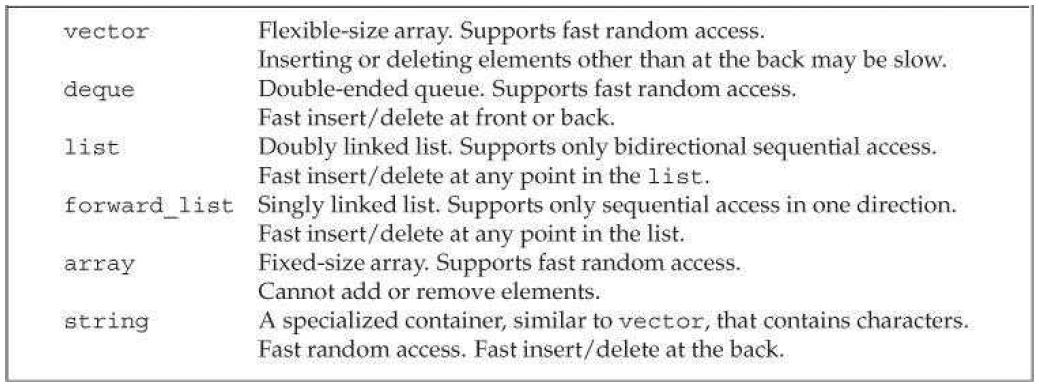 vector Flexible-size array. Supports fast random access.
Inserting or deleting elements other than at the back may be slow.
deque Double-ended queue. Supports fast random access.
Fast insert/delete at front or back.
list Doubly linked list. Supports only bidirectional sequential access.
Fast insert/delete at any point in the list.
forward_list Singly linked list. Supports only sequential access in one direction.
Fast insert/delete at any point in the list.
array Fixed-size array. Supports fast random access.
Cannot add or remove elements.
string A specialized container, similar to vector, that contains characters.
Fast random access. Fast insert/delete at the back.